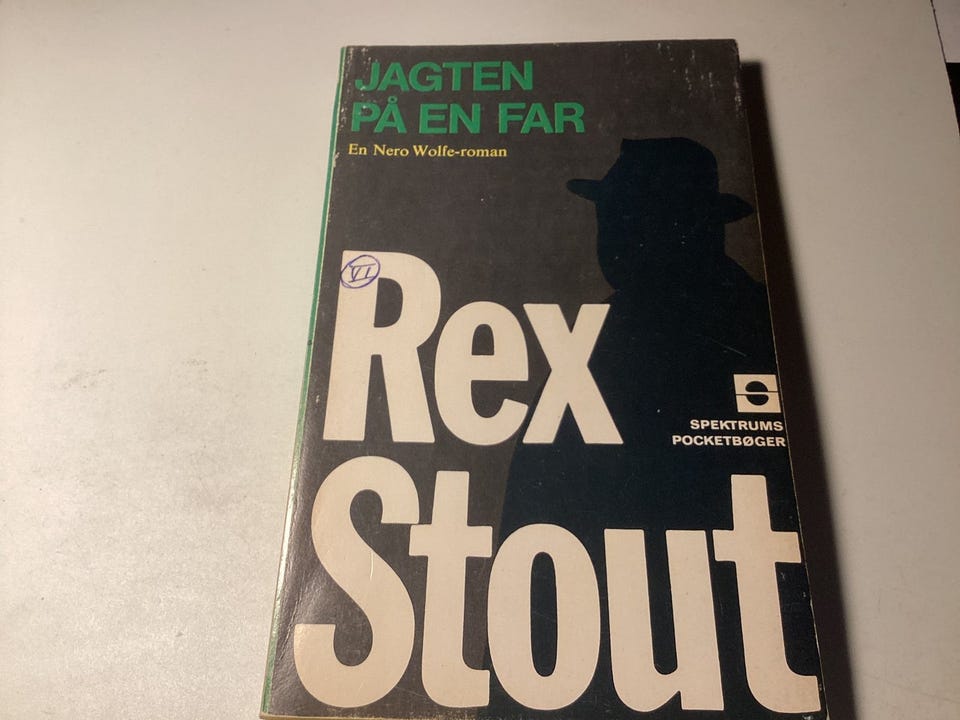 JAGTEN
PÅ EN FAR
En Nero Wolfe-roman
VI
Rex
SPEKTRUMS
POCKETBØGER
Stout